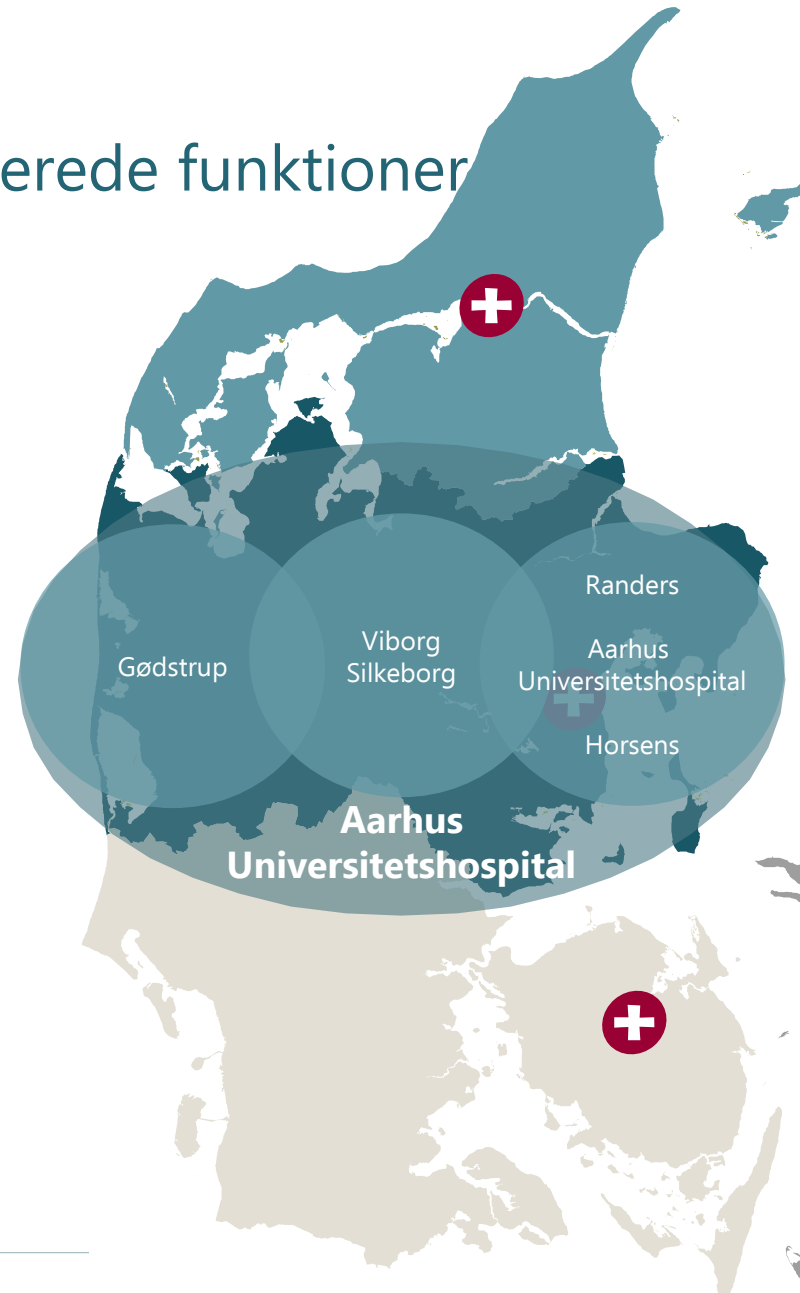 erede funktioner
Gødstrup
Viborg
Silkeborg
Randers
Aarhus
Universitetshospital
Horsens
Aarhus
Universitetshospital